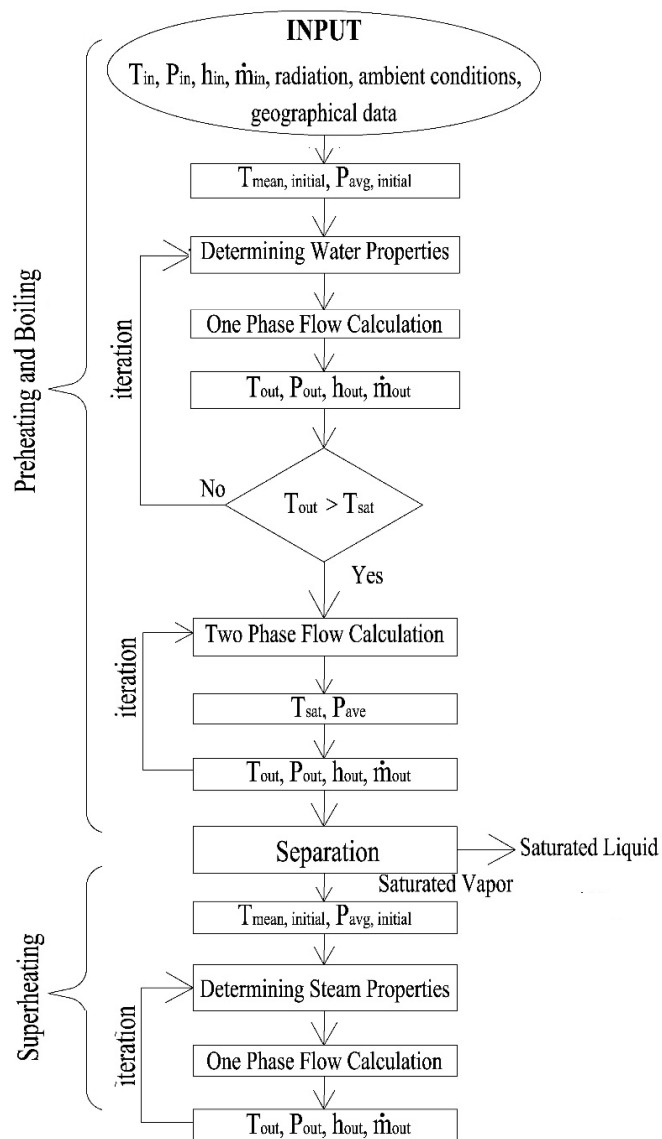 INPUT
Tin, Pin, hin, ṁin, radiation, ambient conditions,
geographical data
Tmean, initial, Pavg, initial
Determining Water Properties
One Phase Flow Calculation
Tout, Pout, hout, ṁout
iteration
No
Tout > Tsat
Yes
Preheating and Boiling
Two Phase Flow Calculation
iteration
Tsat, Pave
Tout, Pout, hout, ṁout
Separation
Saturated Liquid
Saturated Vapor
Tmean, initial, Pavg, initial
Determining Steam Properties
Superheating
iteration
One Phase Flow Calculation
Tout, Pout, hout, ṁout